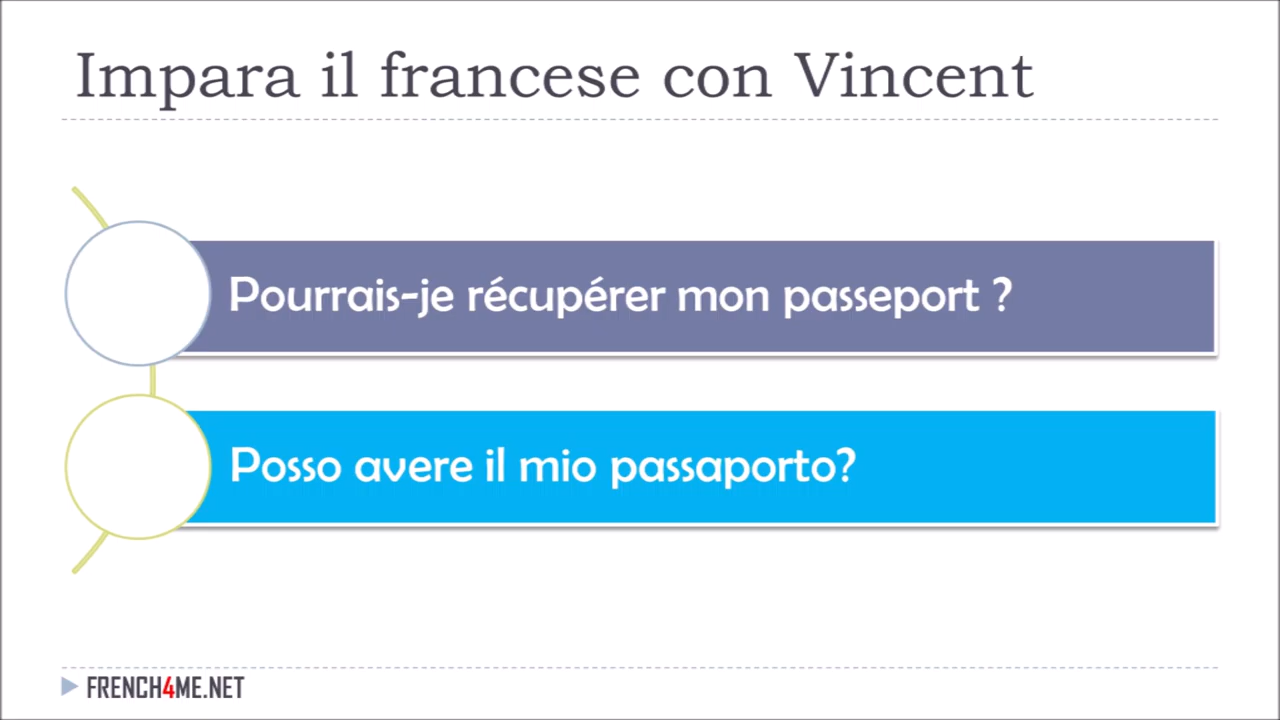 Impara il francese con Vincent
Pourrais-je récupérer mon passeport ?
Posso avere il mio passaporto?
FRENCH4ME.NET